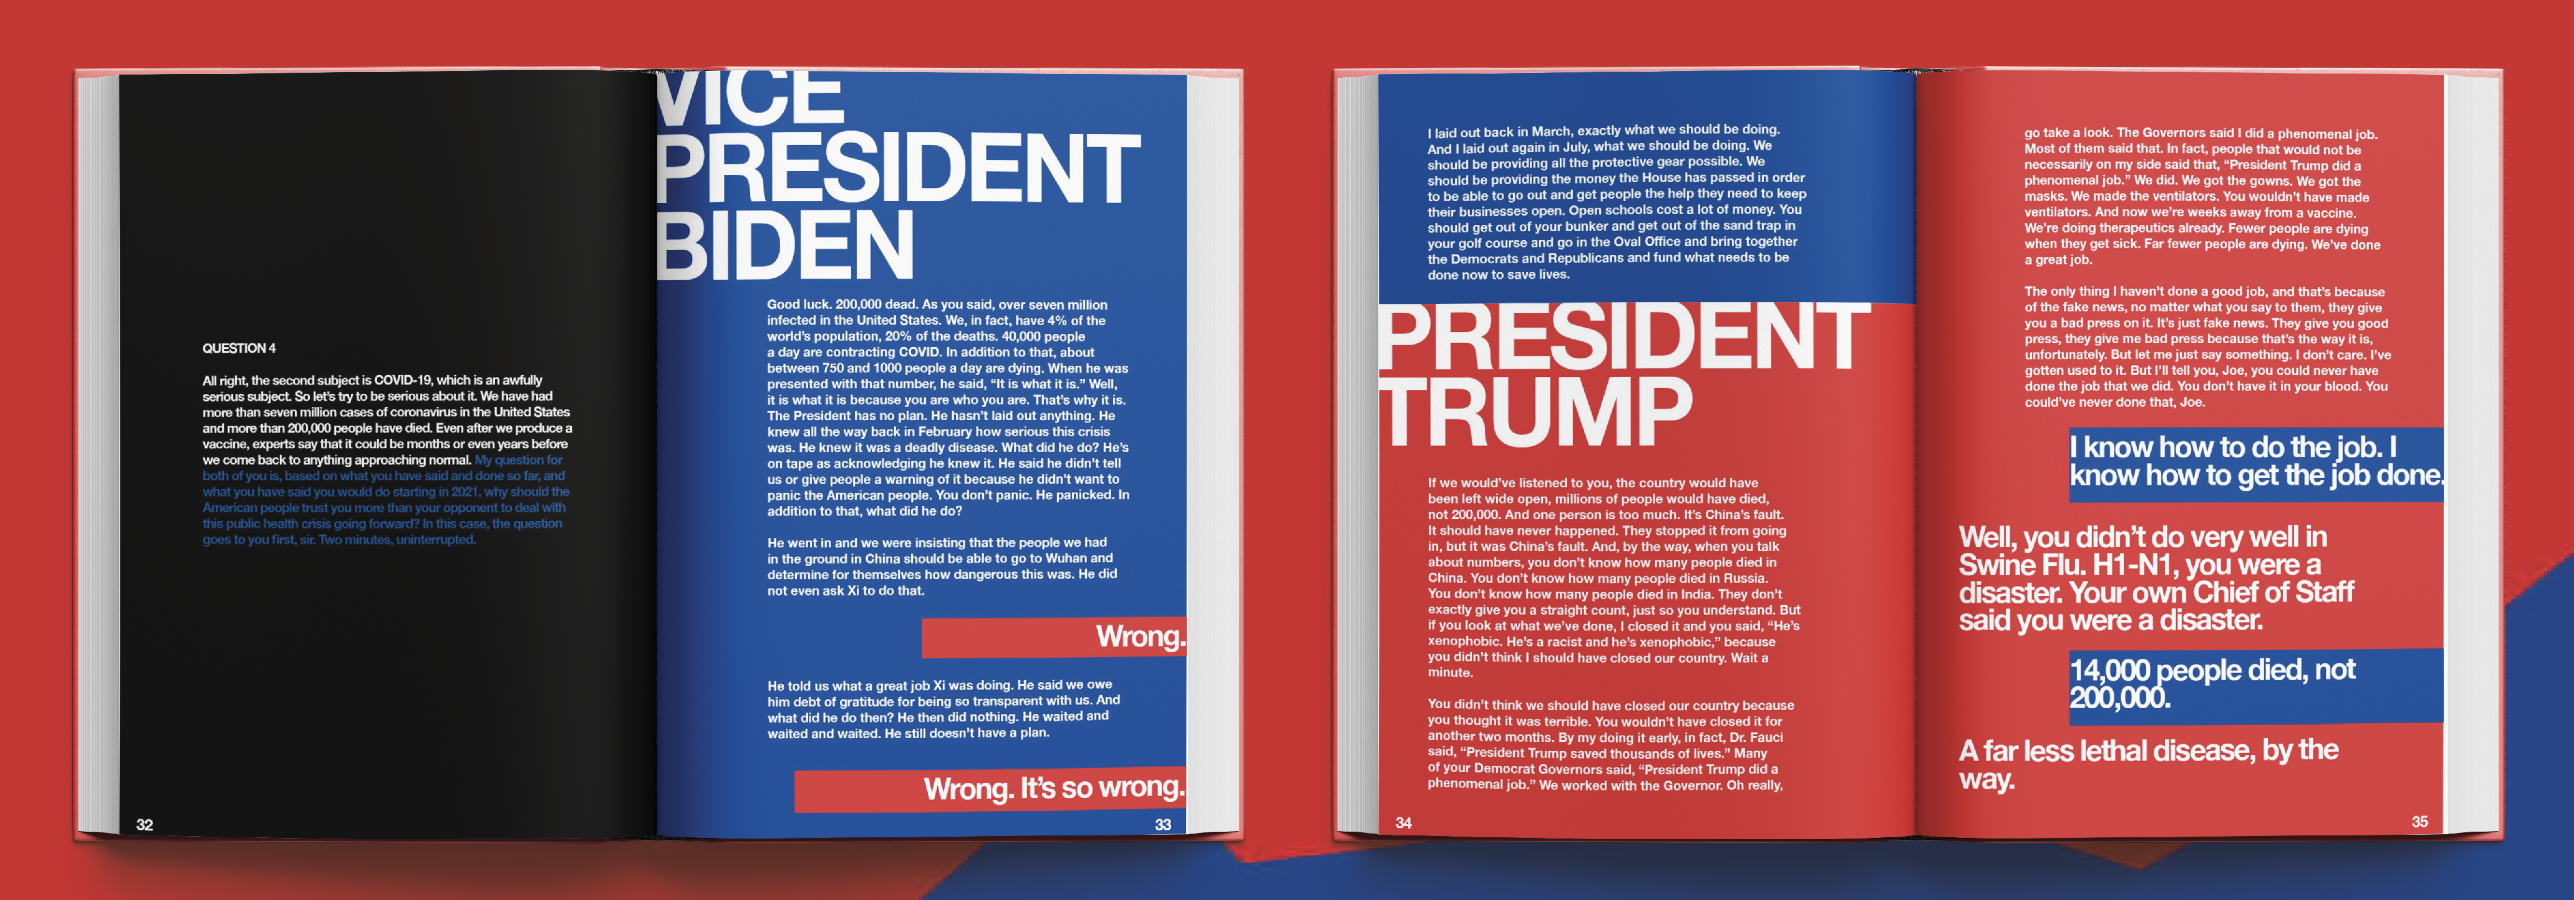 QUESTION 4
All right, the second subject is COVID-19, which is an awfully
serious subject. So let's try to be serious about it. We have had
more than seven million cases of coronavirus in the United States
and more than 200,000 people have died. Even after we produce a
vaccine, experts say that it could be months or even years before
we come back to anything approaching normal. My question for
both of you is, based on what you have said and done so far, and
what you have said you would do starting in 2021, why should the
American people trust you more than your opponent to deal with
this public health crisis going forward? In this case, the question
goes to you first, sir. Two minutes, uninterrupted.
32
VICE
PRESIDENT
BIDEN
Good luck. 200,000 dead. As you said, over seven million
infected in the United States. We, in fact, have 4% of the
world's population, 20% of the deaths. 40,000 people
a day are contracting COVID. In addition to that, about
between 750 and 1000 people a day are dying. When he was
presented with that number, he said, “It is what it is.” Well,
it is what it is because you are who you are. That's why it is.
The President has no plan. He hasn't laid out anything. He
knew all the way back in February how serious this crisis
was. He knew it was a deadly disease. What did he do? He's
on tape as acknowledging he knew it. He said he didn't tell
us or give people a warning of it because he didn't want to
panic the American people. You don't panic. He panicked. In
addition to that, what did he do?
He went in and we were insisting that the people we had
in the ground in China should be able to go to Wuhan and
determine for themselves how dangerous this was. He did
not even ask Xi to do that.
Wrong.
He told us what a great job Xi was doing. He said we owe
him debt of gratitude for being so transparent with us. And
what did he do then? He then did nothing. He waited and
waited and waited. He still doesn't have a plan.
Wrong. It's so wrong.
33
I laid out back in March, exactly what we should be doing.
And I laid out again in July, what we should be doing. We
should be providing all the protective gear possible. We
should be providing the money the House has passed in order
to be able to go out and get people the help they need to keep
their businesses open. Open schools cost a lot of money. You
should get out of your bunker and get out of the sand trap in
your golf course and go in the Oval Office and bring together
the Democrats and Republicans and fund what needs to be
done now to save lives.
PRESIDENT
TRUMP
If we would've listened to you, the country would have
been left wide open, millions of people would have died,
not 200,000. And one person is too much. It's China's fault.
It should have never happened. They stopped it from going
in, but it was China's fault. And, by the way, when you talk
about numbers, you don't know how many people died in
China. You don't know how many people died in Russia.
You don't know how many people died in India. They don't
exactly give you a straight count, just so you understand. But
if you look at what we've done, I closed it and you said, “He's
xenophobic. He's a racist and he's xenophobic,” because
you didn't think I should have closed our country. Wait a
minute.
You didn't think we should have closed our country because
you thought it was terrible. You wouldn't have closed it for
another two months. By my doing it early, in fact, Dr. Fauci
said, “President Trump saved thousands of lives.” Many
of your Democrat Governors said, “President Trump did a
phenomenal job.” We worked with the Governor. Oh really,
34
go take a look. The Governors said I did a phenomenal job.
Most of them said that. In fact, people that would not be
necessarily on my side said that, “President Trump did a
phenomenal job.” We did. We got the gowns. We got the
masks. We made the ventilators. You wouldn't have made
ventilators. And now we're weeks away from a vaccine.
We're doing therapeutics already. Fewer people are dying
when they get sick. Far fewer people are dying. We've done
a great job.
The only thing I haven't done a good job, and that's because
of the fake news, no matter what you say to them, they give
you a bad press on it. It's just fake news. They give you good
press, they give me bad press because that's the way it is,
unfortunately. But let me just say something. I don't care. I've
gotten used to it. But I'll tell you, Joe, you could never have
done the job that we did. You don't have it in your blood. You
could've never done that, Joe.
I know how to do the job. I
know how to get the job done.
Well, you didn't do very well in
Swine Flu. H1-N1, you were a
disaster. Your own Chief of Staff
said you were a disaster.
14,000 people died, not
200,000.
A far less lethal disease, by the
way.
35